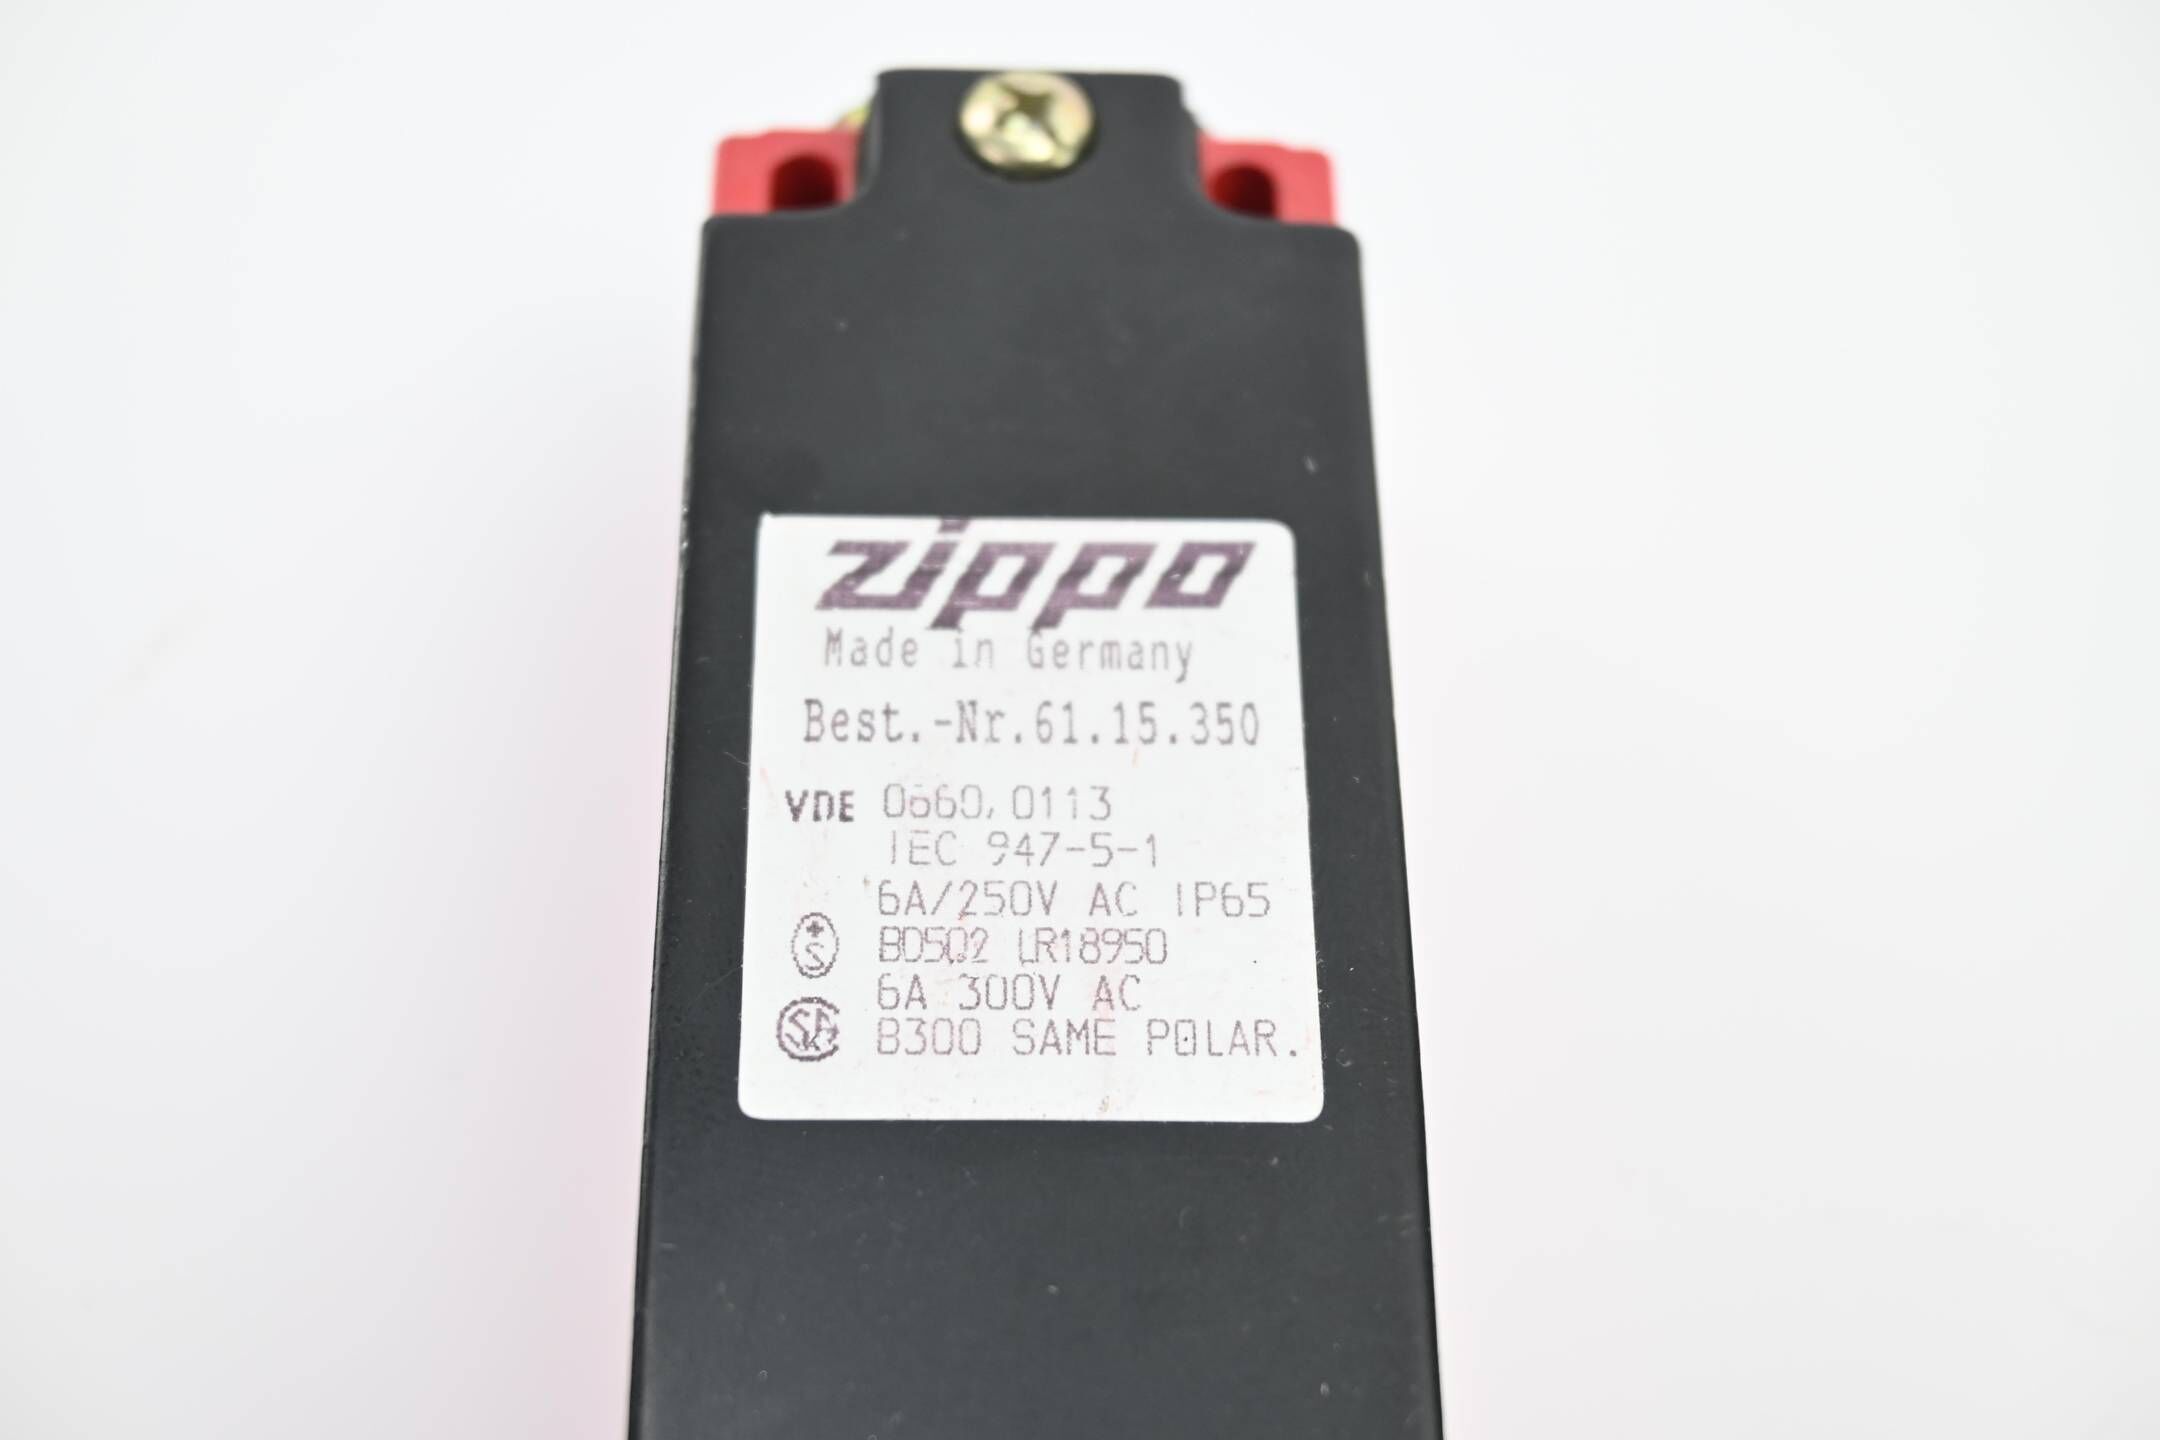 zippo
Made in Germany
Best.-Nr.61.15.350
VDE 0660, 0113
IEC 947-5-1
6A/250V AC IP65
+S BD502 LR18950
6A 300V AC
B300 SAME POLAR.